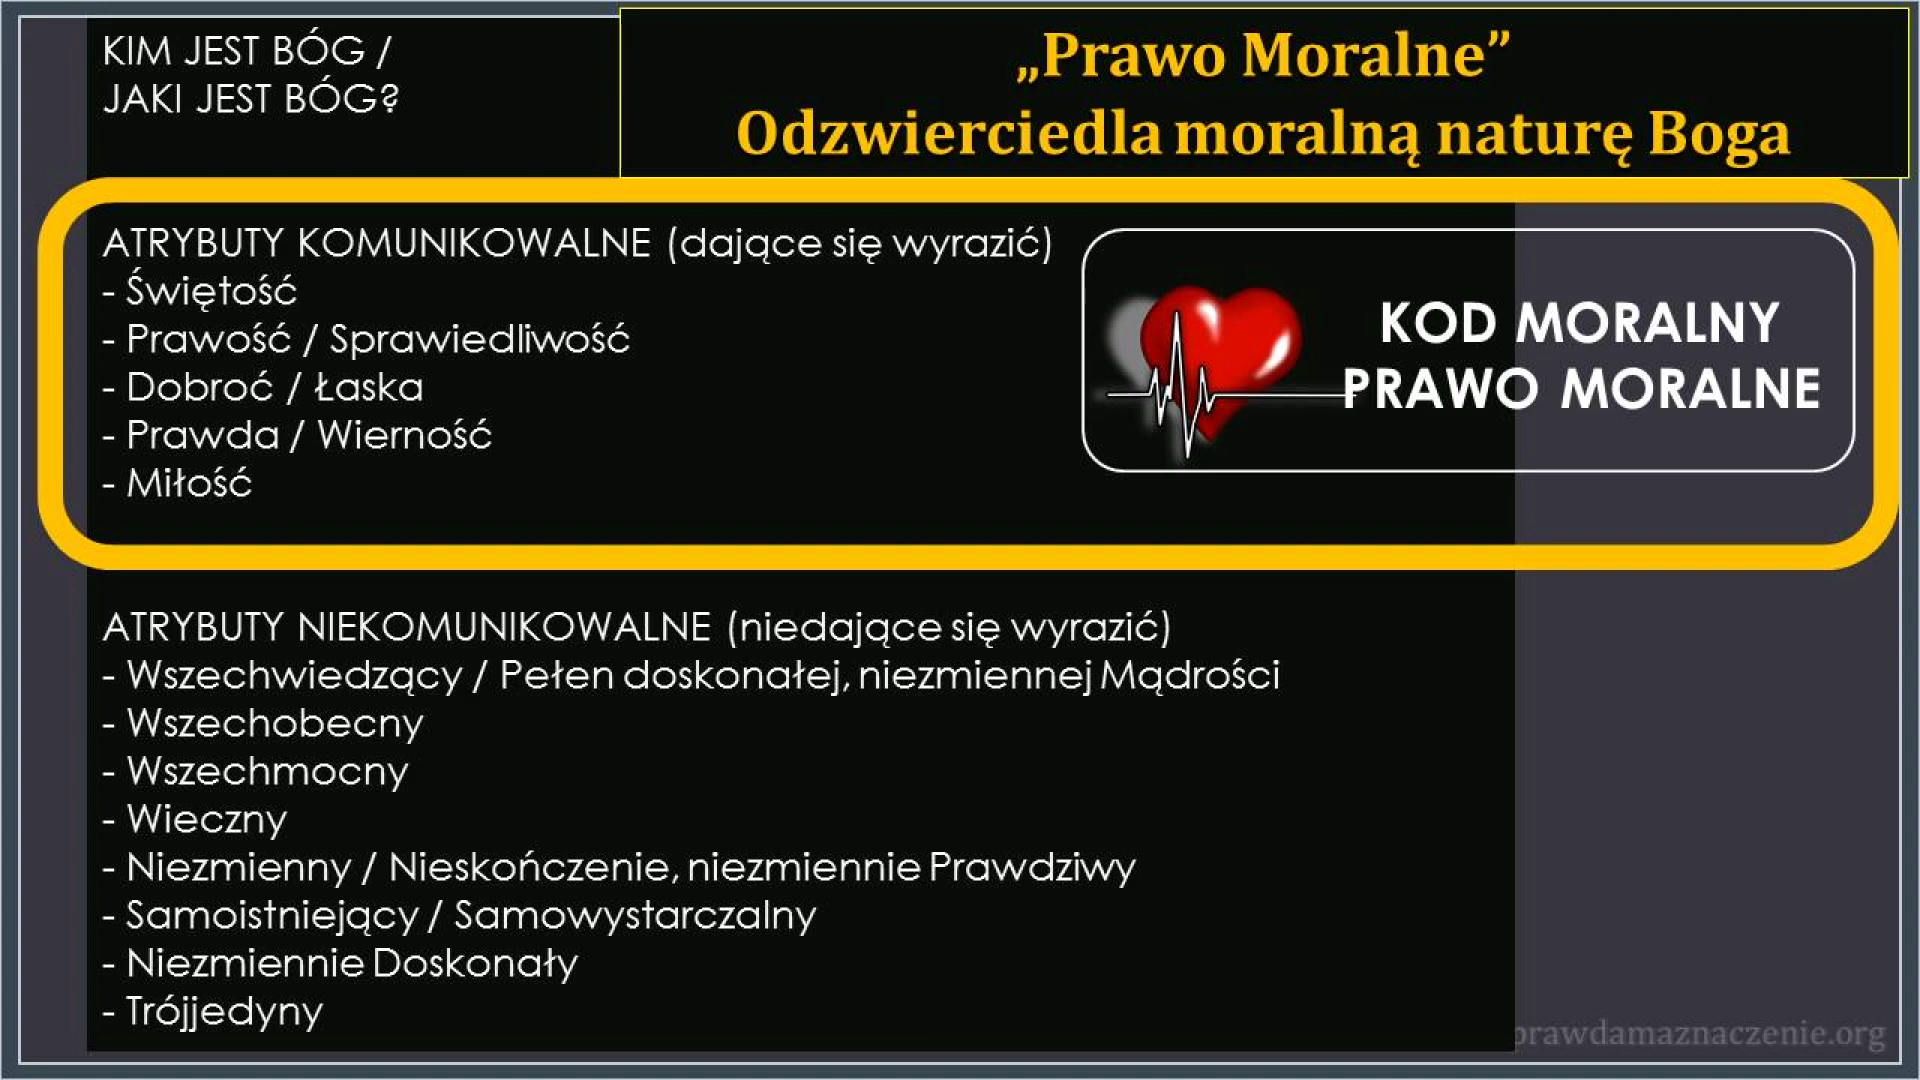 KIM JEST BÓG /
JAKI JEST BÓG?
„Prawo Moralne”
Odzwierciedla moralną naturę Boga
ATRYBUTY KOMUNIKOWALNE (dające się wyrazić)
- Świętość
- Prawość / Sprawiedliwość
- Dobroć / Łaska
- Prawda / Wierność
- Miłość
KOD MORALNY
PRAWO MORALNE
ATRYBUTY NIEKOMUNIKOWALNE (niedające się wyrazić)
- Wszechwiedzący / Pełen doskonałej, niezmiennej Mądrości
- Wszechobecny
- Wszechmocny
- Wieczny
- Niezmienny / Nieskończenie, niezmiennie Prawdziwy
- Samoistniejący / Samowystarczalny
- Niezmiennie Doskonały
- Trójjedyny
prawdamaznaczenie.org